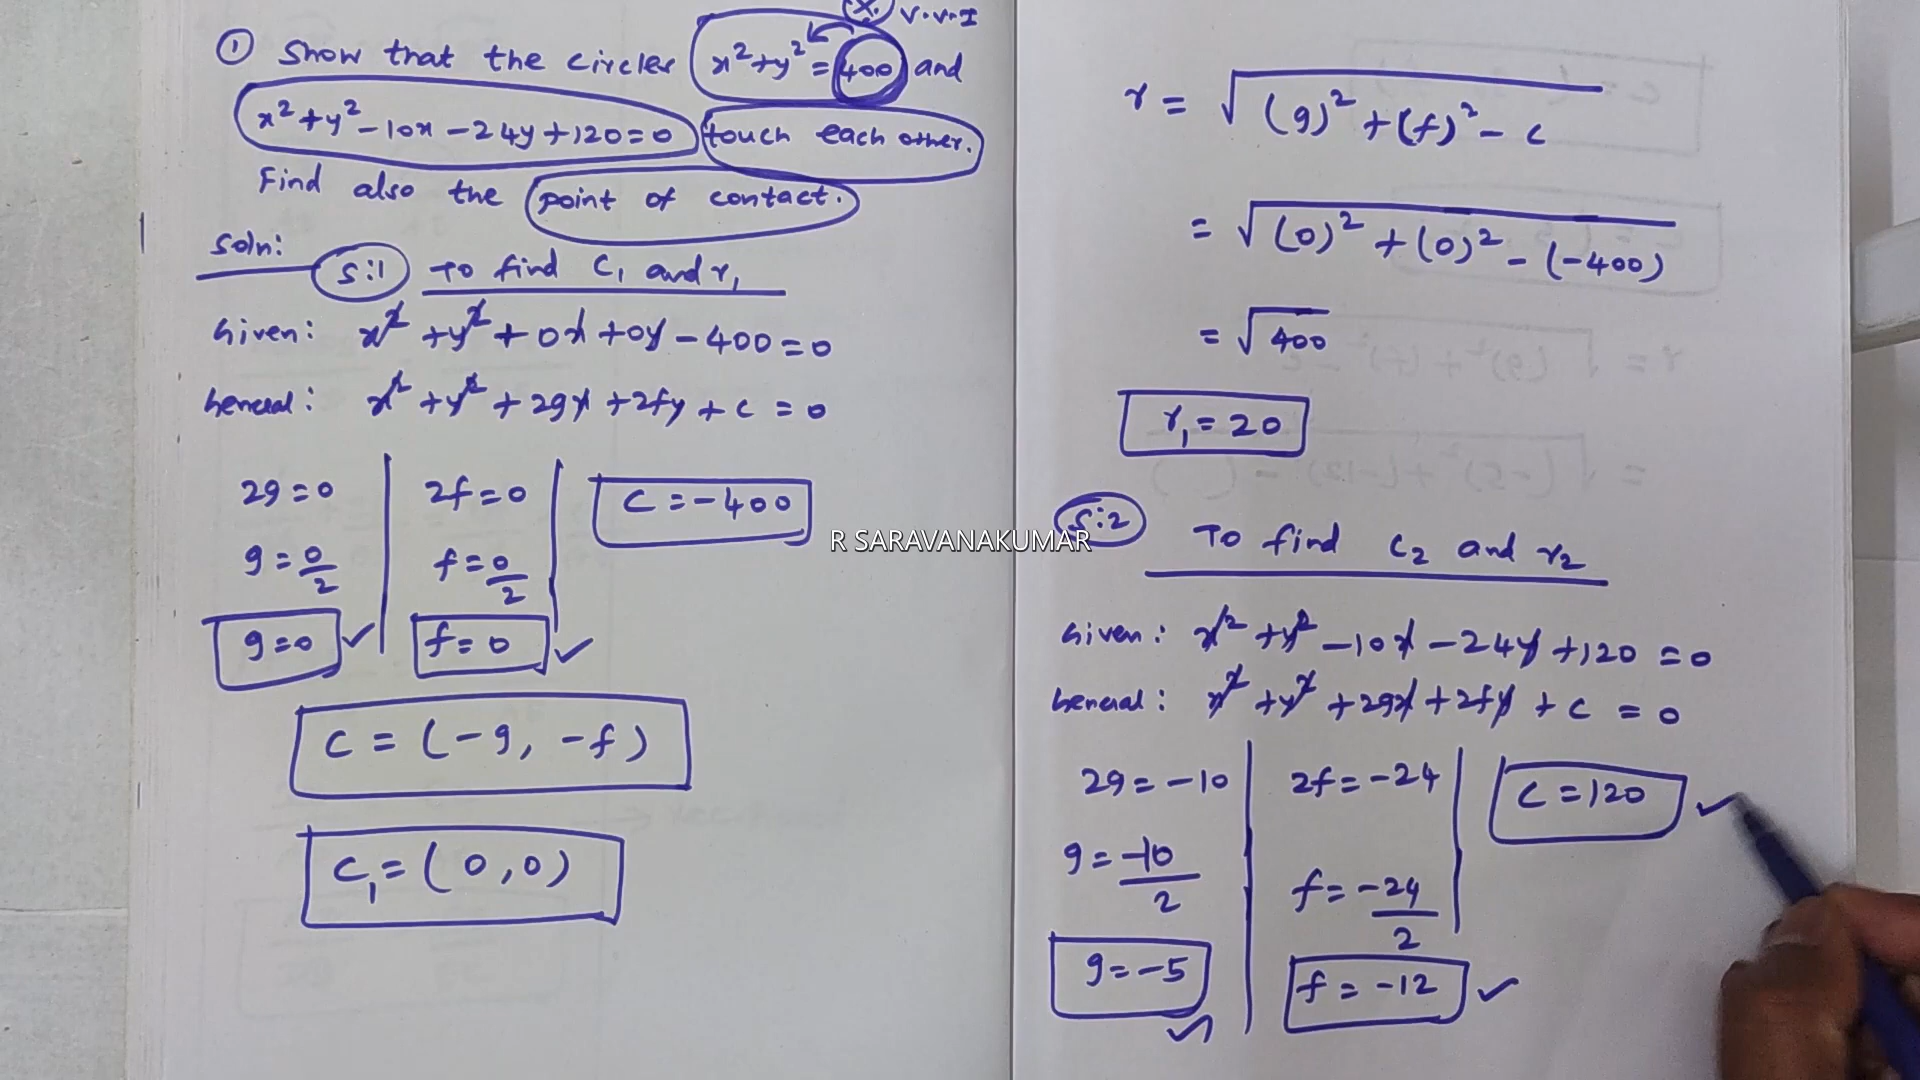 (X.) V.V.I
① Show that the circles x²+y²=400 and
x²+y²-10x-24y+120=0 touch each other.
Find also the point of contact.
Soln:
S:1 To find C₁ and r₁
Given: x²+y²+0x+0y-400=0
General: x²+y²+2gx+2fy+c=0
2g=0 2f=0 C=-400
g=0/2 f=0/2
g=0 ✓ f=0 ✓
C=(-g, -f)
C₁=(0,0)
r=√(g)²+(f)²-c
=√(0)²+(0)²-(-400)
=√400
r₁=20
S:2 To find C₂ and r₂
Given: x²+y²-10x-24y+120=0
General: x²+y²+2gx+2fy+c=0
2g=-10 2f=-24 C=120 ✓
g=-10/2 f=-24/2
g=-5 ✓ f=-12 ✓
R SARAVANAKUMAR